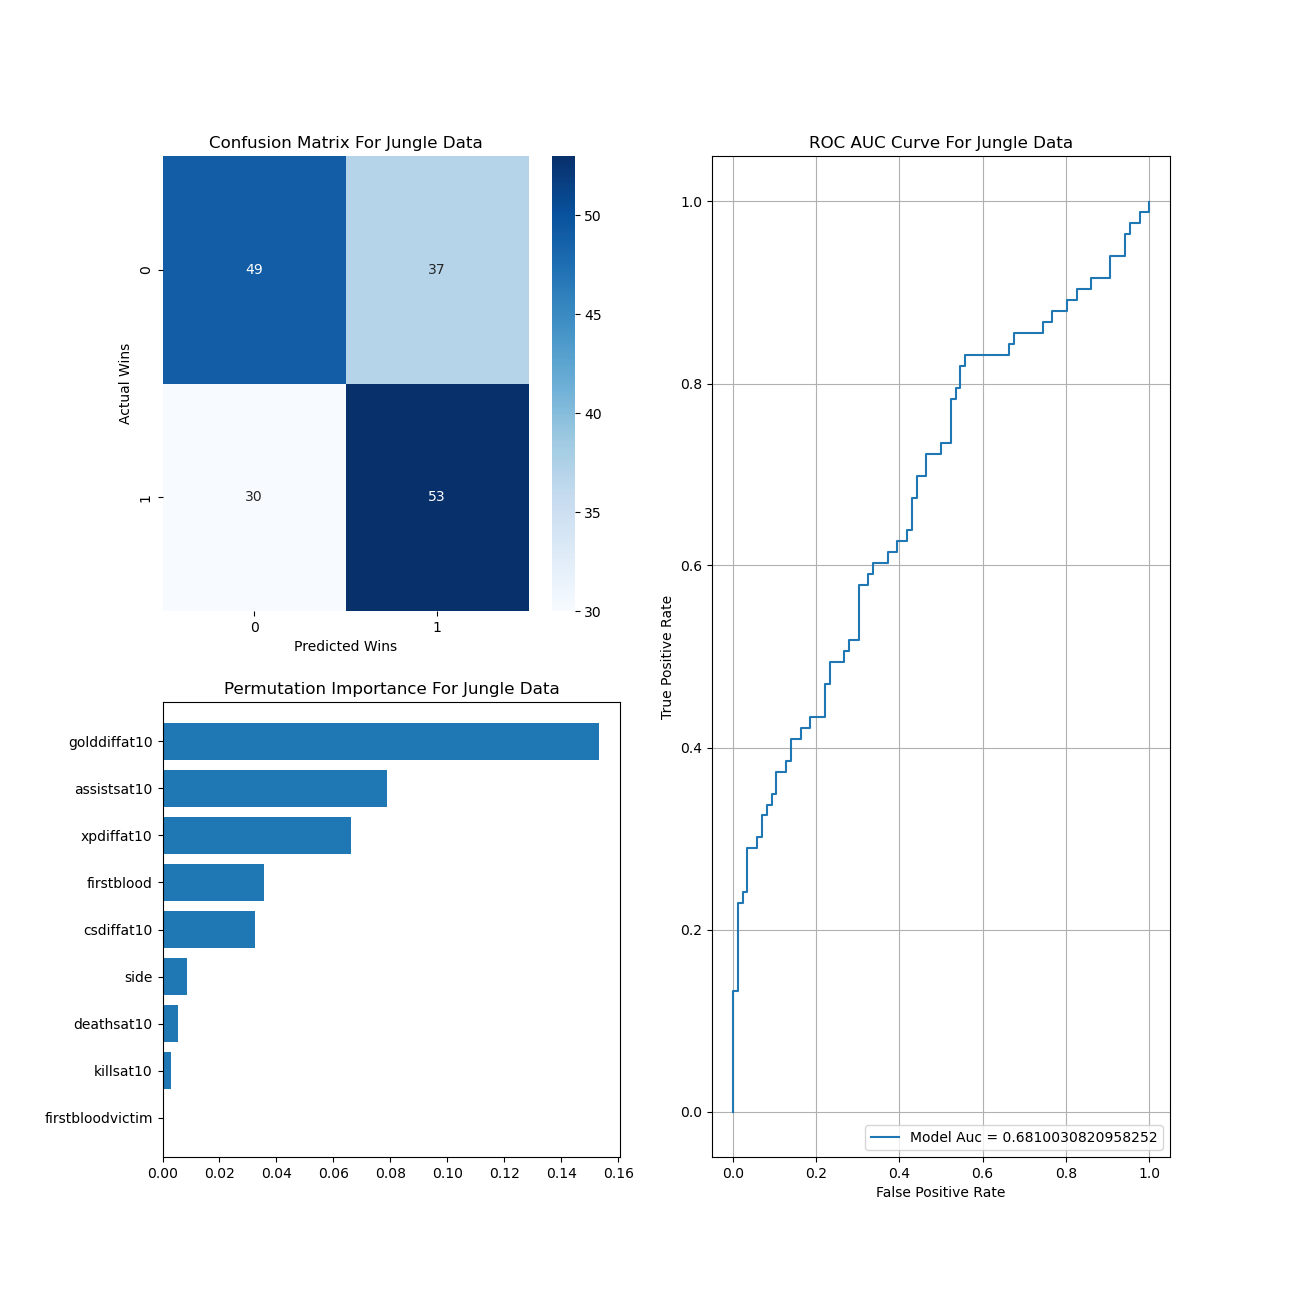 Confusion Matrix For Jungle Data
49 37
30 53
0
1
Actual Wins
0 1
Predicted Wins
50
45
40
35
30
Permutation Importance For Jungle Data
golddiffat10
assistsat10
xpdiffat10
firstblood
csdiffat10
side
deathsat10
killsat10
firstbloodvictim
0.00 0.02 0.04 0.06 0.08 0.10 0.12 0.14 0.16
ROC AUC Curve For Jungle Data
1.0
0.8
0.6
0.4
0.2
0.0
True Positive Rate
Model Auc = 0.6810030820958252
0.0 0.2 0.4 0.6 0.8 1.0
False Positive Rate